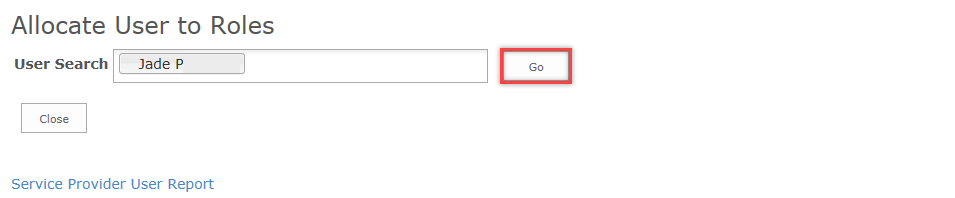 Allocate User to Roles
User Search Jade P Go
Close
Service Provider User Report